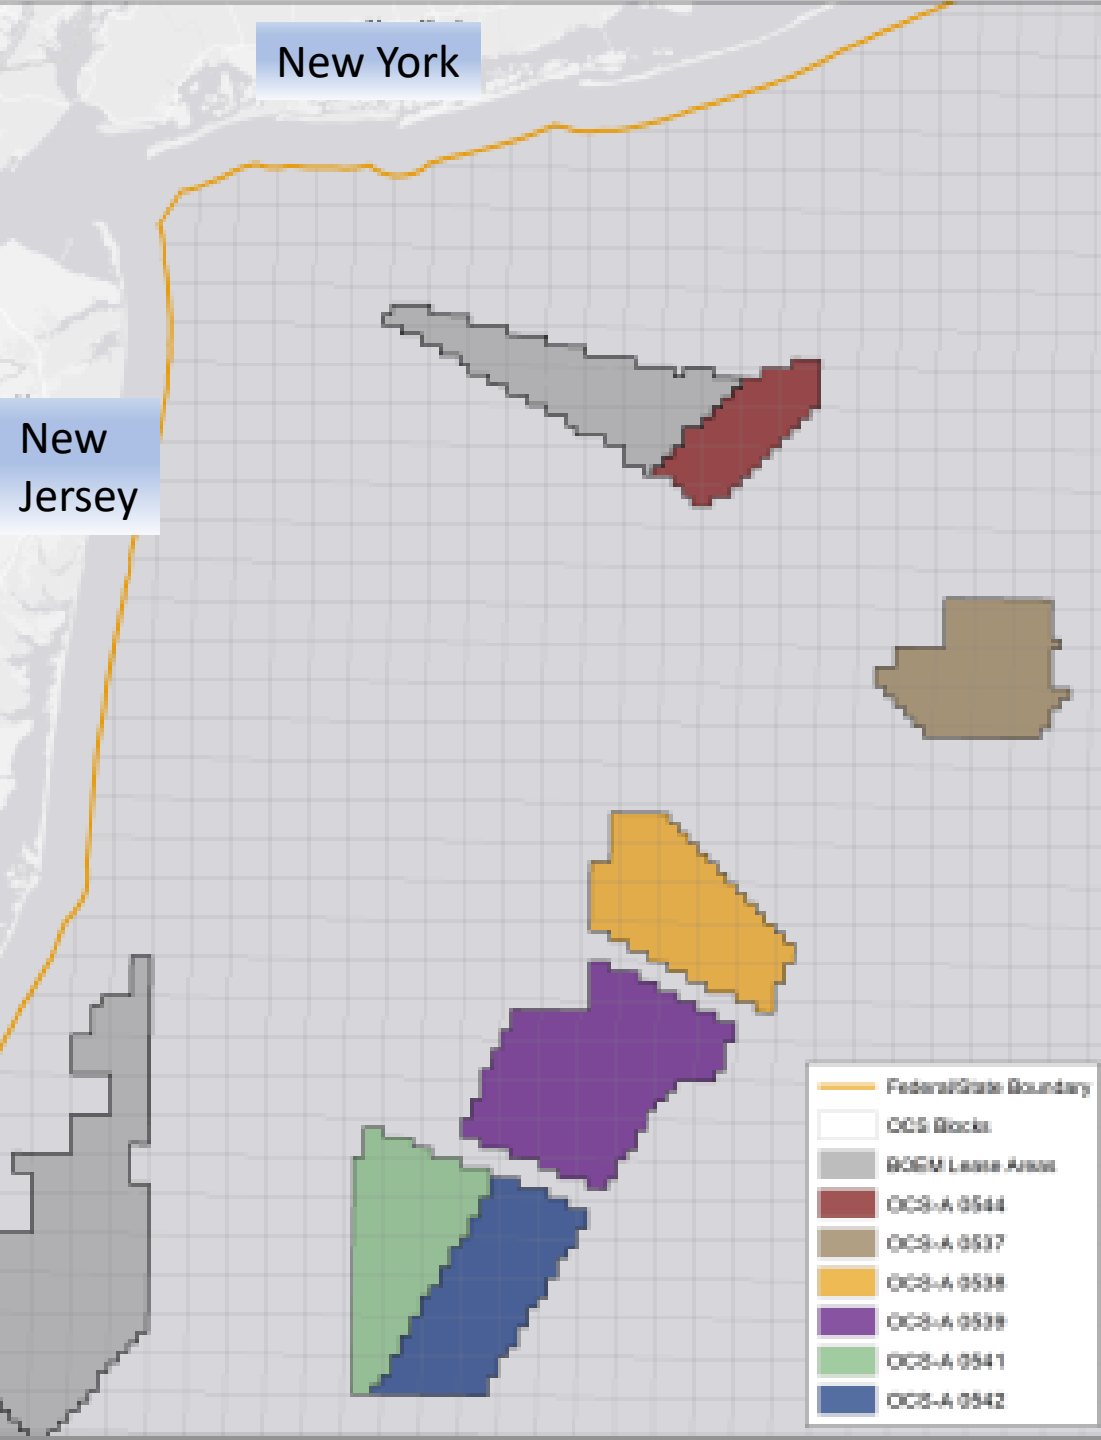 New York
New
Jersey
Federal/State Boundary
OCS Blocks
BOEM Lease Areas
OCS-A 0544
OCS-A 0537
OCS-A 0538
OCS-A 0539
OCS-A 0541
OCS-A 0542